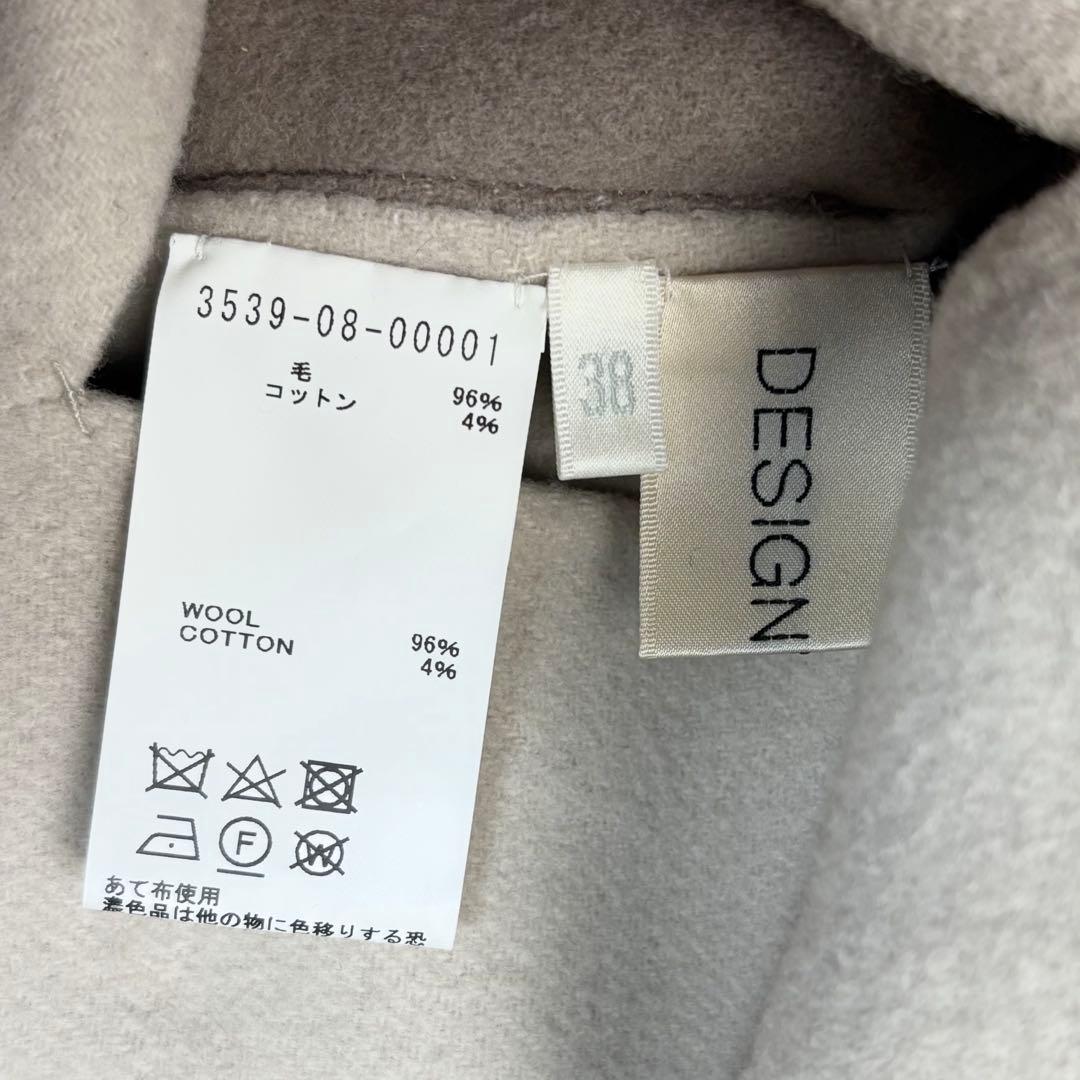 3539-08-00001
毛 96%
コットン 4%
WOOL 96%
COTTON 4%
F
W
あて布使用
濃色品は他の物に色移りする恐
38
DESIGN